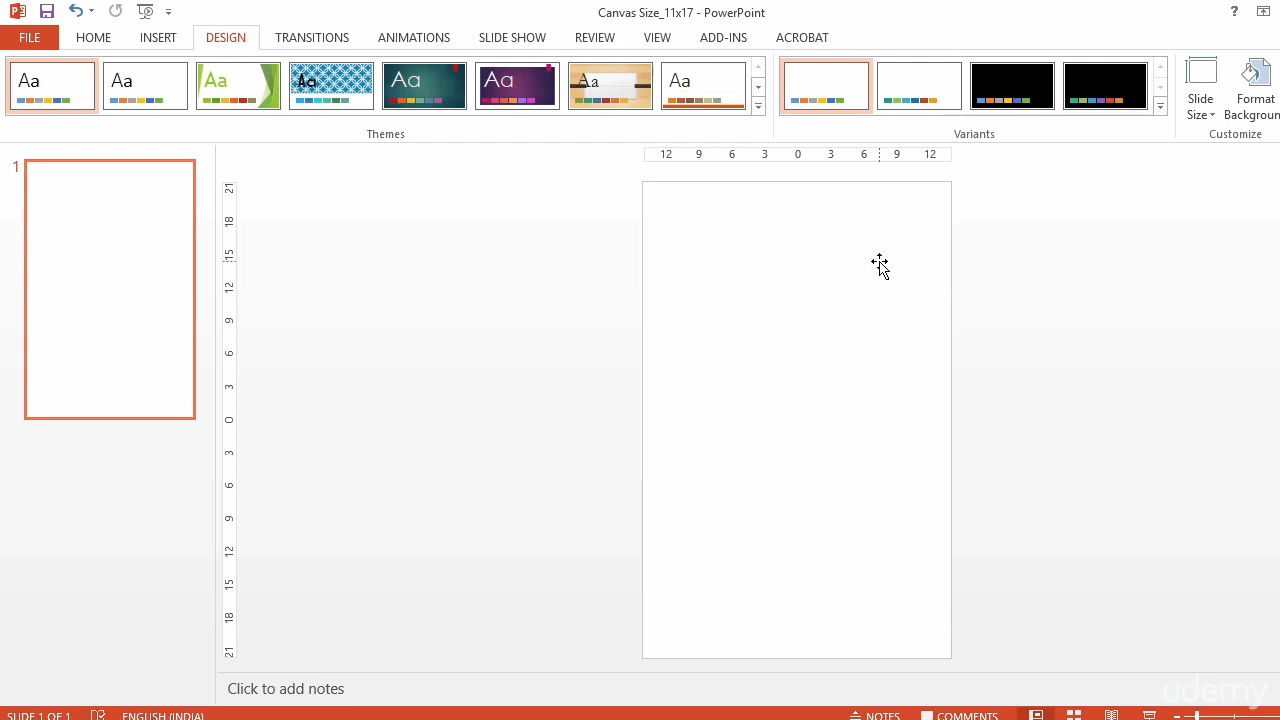 Canvas Size_11x17 - PowerPoint
?
FILE HOME INSERT DESIGN TRANSITIONS ANIMATIONS SLIDE SHOW REVIEW VIEW ADD-INS ACROBAT
Aa Aa Aa Aa Aa Aa Aa Aa
Slide Size
Format Backgroun
Themes Variants Customize
12 9 6 3 0 3 6 9 12
1
21
18
15
12
9
6
3
0
3
6
9
12
15
18
21
Click to add notes
udemy
SLIDE 1 OF 1 ENGLISH (INDIA) NOTES COMMENTS